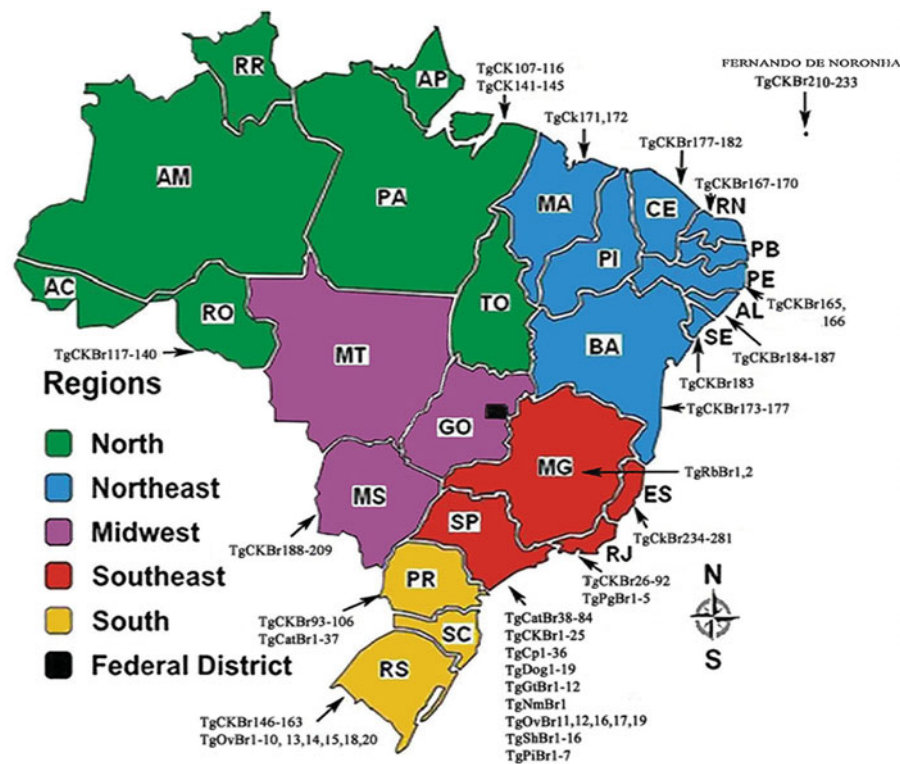 FERNANDO DE NORONHA
TgCKBr210-233
RR
AP
TgCK107-116
TgCK141-145
TgCk171,172
TgCKBr177-182
TgCKBr167-170
AM
PA
MA
CE
RN
PB
PI
PE
AC
RO
TO
TgCKBr165,
166
AL
SE
BA
MT
TgCKBr184-187
TgCKBr183
TgCKBr117-140
TgCKBr173-177
Regions
North
Northeast
Midwest
Southeast
South
Federal District
GO
MG
TgRbBr1,2
MS
ES
SP
TgCkBr234-281
RJ
TgCKBr188-209
TgCKBr26-92
TgPgBr1-5
PR
N
S
TgCKBr93-106
TgCatBr1-37
SC
RS
TgCatBr38-84
TgCKBr1-25
TgCp1-36
TgDog1-19
TgGtBr1-12
TgNmBr1
TgOvBr11,12,16,17,19
TgShBr1-16
TgPiBr1-7
TgCKBr146-163
TgOvBr1-10, 13,14,15,18,20